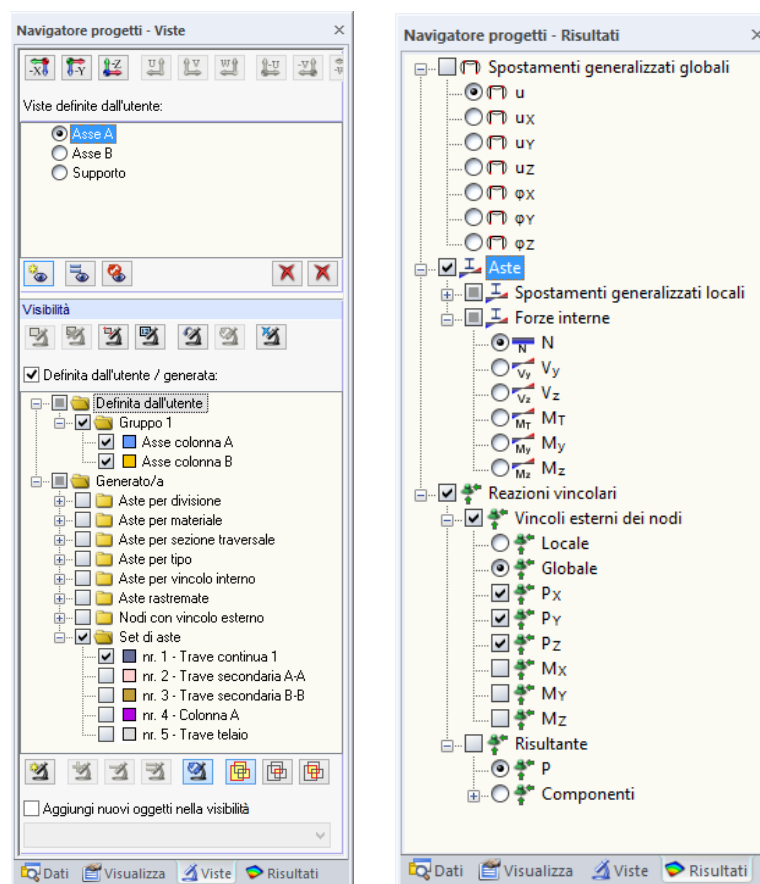 Navigatore progetti - Viste
-X
-Y
-Z
U
V
W
-U
-V
Viste definite dall'utente:
Asse A
Asse B
Supporto
Visibilità
Definita dall'utente / generata:
Definita dall'utente
Gruppo 1
Asse colonna A
Asse colonna B
Generato/a
Aste per divisione
Aste per materiale
Aste per sezione traversale
Aste per tipo
Aste per vincolo interno
Aste rastremate
Nodi con vincolo esterno
Set di aste
nr. 1 - Trave continua 1
nr. 2 - Trave secondaria A-A
nr. 3 - Trave secondaria B-B
nr. 4 - Colonna A
nr. 5 - Trave telaio
Aggiungi nuovi oggetti nella visibilità
Dati Visualizza Viste Risultati
Navigatore progetti - Risultati
Spostamenti generalizzati globali
u
uX
uY
uZ
φX
φY
φZ
Aste
Spostamenti generalizzati locali
Forze interne
N N
Vy Vy
Vz Vz
MT MT
My My
Mz Mz
Reazioni vincolari
Vincoli esterni dei nodi
Locale
Globale
PX
PY
PZ
MX
MY
MZ
Risultante
P
Componenti
Dati Visualizza Viste Risultati